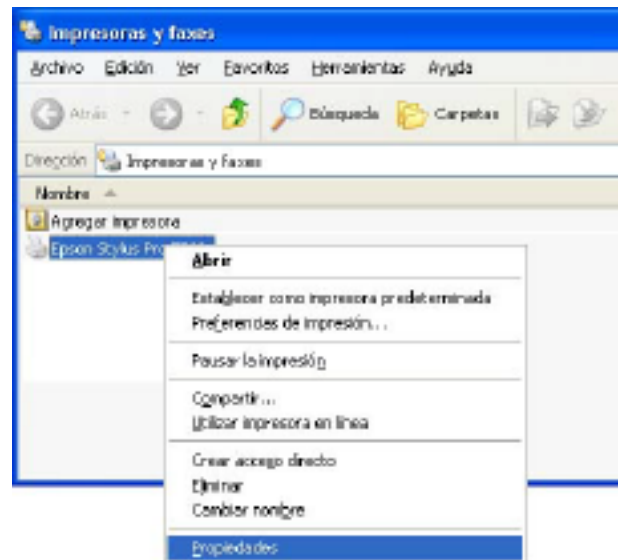 Impresoras y faxes
Archivo Edición Ver Favoritos Herramientas Ayuda
Atrás Búsqueda Carpetas
Dirección Impresoras y faxes
Nombre
Agregar impresora
Epson Stylus Pro
Abrir
Establecer como impresora predeterminada
Preferencias de impresión...
Pausar la impresión
Compartir...
Utilizar impresora en línea
Crear acceso directo
Eliminar
Cambiar nombre
Propiedades